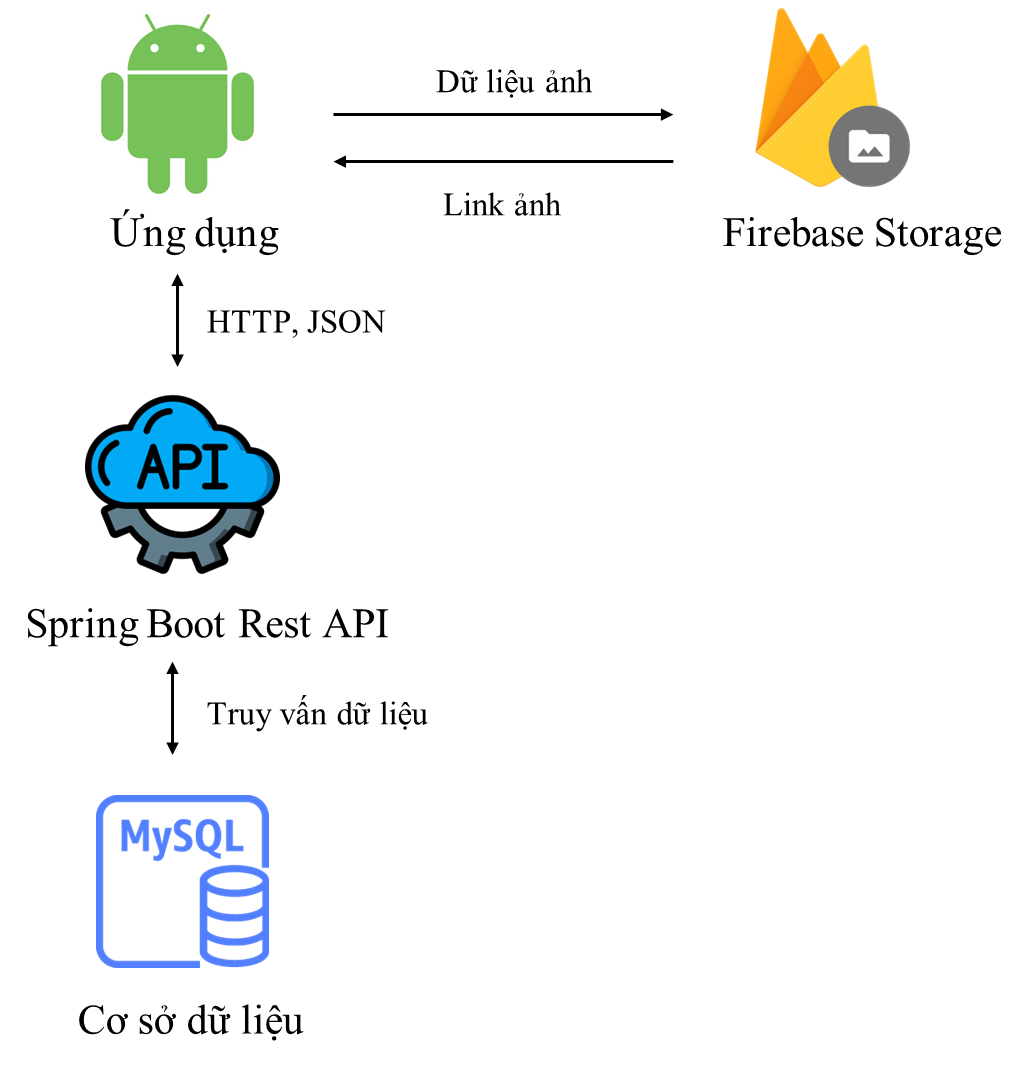 Dữ liệu ảnh
Link ảnh
Ứng dụng
Firebase Storage
HTTP, JSON
API
Spring Boot Rest API
Truy vấn dữ liệu
MySQL
Cơ sở dữ liệu